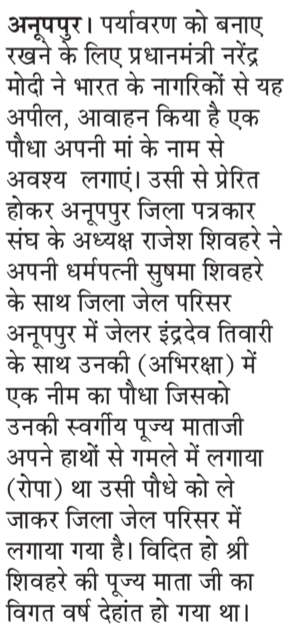 अनूपपुर। पर्यावरण को बनाए
रखने के लिए प्रधानमंत्री नरेंद्र
मोदी ने भारत के नागरिकों से यह
अपील, आवाहन किया है एक
पौधा अपनी मां के नाम से
अवश्य लगाएं। उसी से प्रेरित
होकर अनूपपुर जिला पत्रकार
संघ के अध्यक्ष राजेश शिवहरे ने
अपनी धर्मपत्नी सुषमा शिवहरे
के साथ जिला जेल परिसर
अनूपपुर में जेलर इंद्रदेव तिवारी
के साथ उनकी (अभिरक्षा) में
एक नीम का पौधा जिसको
उनकी स्वर्गीय पूज्य माताजी
अपने हाथों से गमले में लगाया
(रोपा) था उसी पौधे को ले
जाकर जिला जेल परिसर में
लगाया गया है। विदित हो श्री
शिवहरे की पूज्य माता जी का
विगत वर्ष देहांत हो गया था।